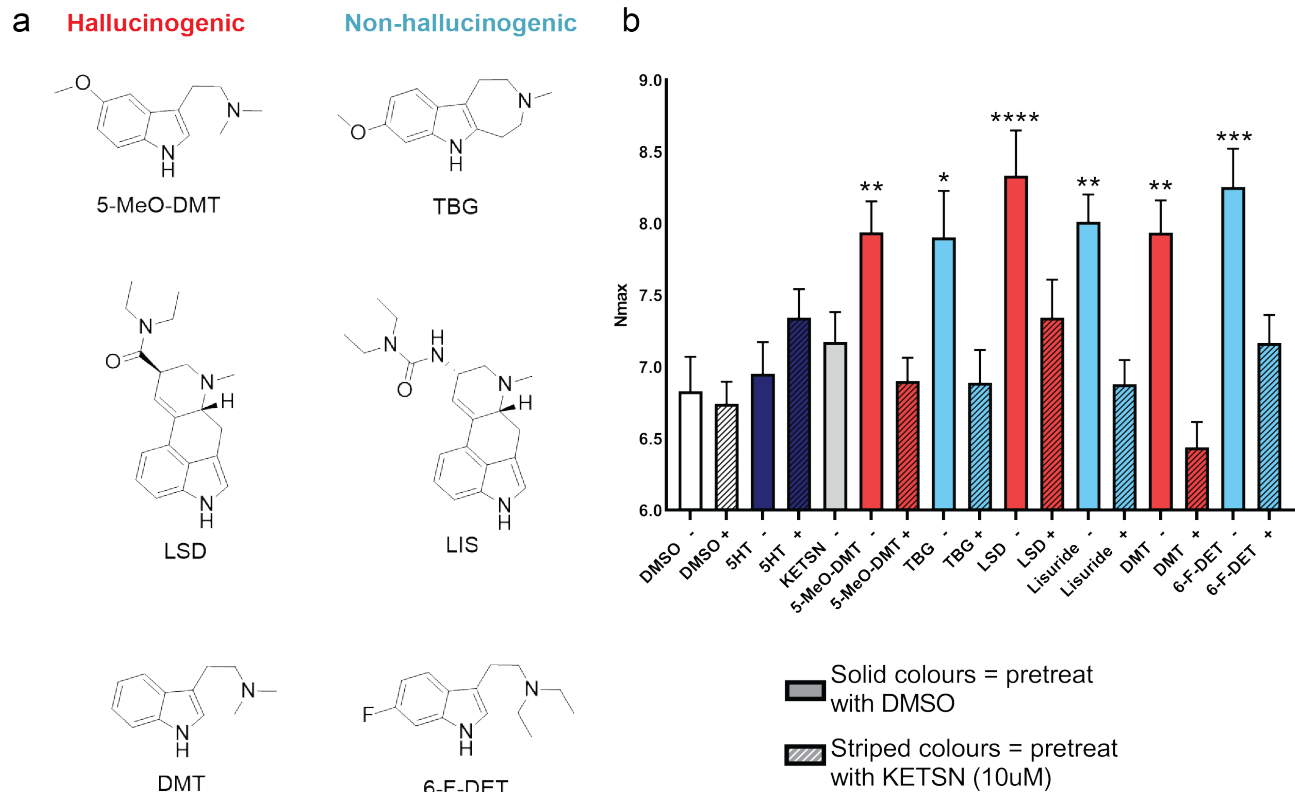 a
Hallucinogenic
Non-hallucinogenic
O
N
N
H
5-MeO-DMT
O
N
N
H
TBG
N
O
N
H
N
H
LSD
N
H
N
O
N
H
N
H
LIS
N
N
H
DMT
F
N
N
H
6-F-DET
b
Nmax
9.0
8.5
8.0
7.5
7.0
6.5
6.0
**
*
****
**
**
***
DMSO -
DMSO +
5HT -
5HT +
KETSN -
5-MeO-DMT -
5-MeO-DMT +
TBG -
TBG +
LSD -
LSD +
Lisuride -
Lisuride +
DMT -
DMT +
6-F-DET -
6-F-DET +
Solid colours = pretreat
with DMSO
Striped colours = pretreat
with KETSN (10uM)